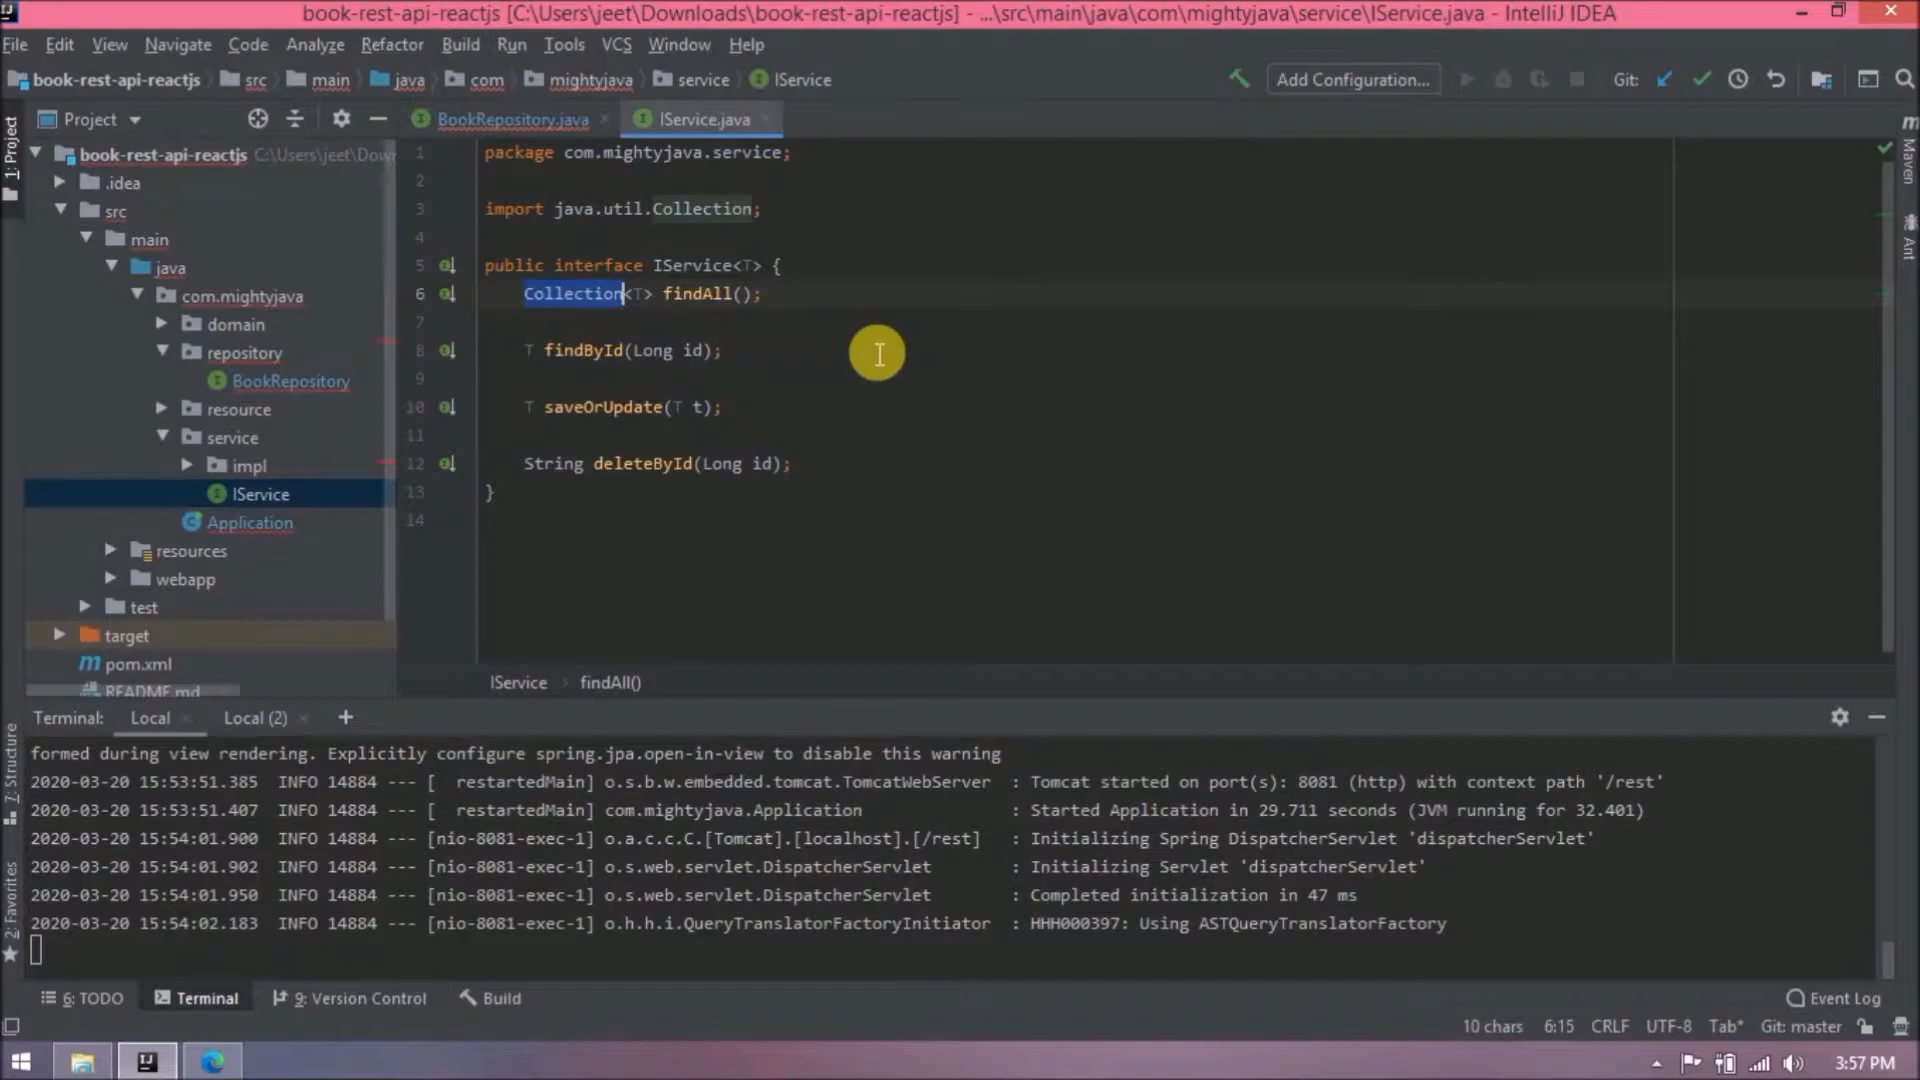 book-rest-api-reactjs [C:\Users\jeet\Downloads\book-rest-api-reactjs] - ...\src\main\java\com\mightyjava\service\IService.java - IntelliJ IDEA
File Edit View Navigate Code Analyze Refactor Build Run Tools VCS Window Help
book-rest-api-reactjs src main java com mightyjava service IService Add Configuration... Git:
Project BookRepository.java IService.java
1: Project
book-rest-api-reactjs C:\Users\jeet\Down
.idea
src
main
java
com.mightyjava
domain
repository
BookRepository
resource
service
impl
IService
Application
resources
webapp
test
target
pom.xml
README.md
1 package com.mightyjava.service;
2
3 import java.util.Collection;
4
5 public interface IService<T> {
6 Collection<T> findAll();
7
8 T findById(Long id);
9
10 T saveOrUpdate(T t);
11
12 String deleteById(Long id);
13 }
14
IService findAll()
Maven
Ant
Terminal: Local Local (2) +
formed during view rendering. Explicitly configure spring.jpa.open-in-view to disable this warning
2020-03-20 15:53:51.385 INFO 14884 --- [ restartedMain] o.s.b.w.embedded.tomcat.TomcatWebServer : Tomcat started on port(s): 8081 (http) with context path '/rest'
2020-03-20 15:53:51.407 INFO 14884 --- [ restartedMain] com.mightyjava.Application : Started Application in 29.711 seconds (JVM running for 32.401)
2020-03-20 15:54:01.900 INFO 14884 --- [nio-8081-exec-1] o.a.c.c.C.[Tomcat].[localhost].[/rest] : Initializing Spring DispatcherServlet 'dispatcherServlet'
2020-03-20 15:54:01.902 INFO 14884 --- [nio-8081-exec-1] o.s.web.servlet.DispatcherServlet : Initializing Servlet 'dispatcherServlet'
2020-03-20 15:54:01.950 INFO 14884 --- [nio-8081-exec-1] o.s.web.servlet.DispatcherServlet : Completed initialization in 47 ms
2020-03-20 15:54:02.183 INFO 14884 --- [nio-8081-exec-1] o.h.h.i.QueryTranslatorFactoryInitiator : HHH000397: Using ASTQueryTranslatorFactory
7: Structure
2: Favorites
6: TODO Terminal 9: Version Control Build Event Log
10 chars 6:15 CRLF UTF-8 Tab* Git: master
3:57 PM